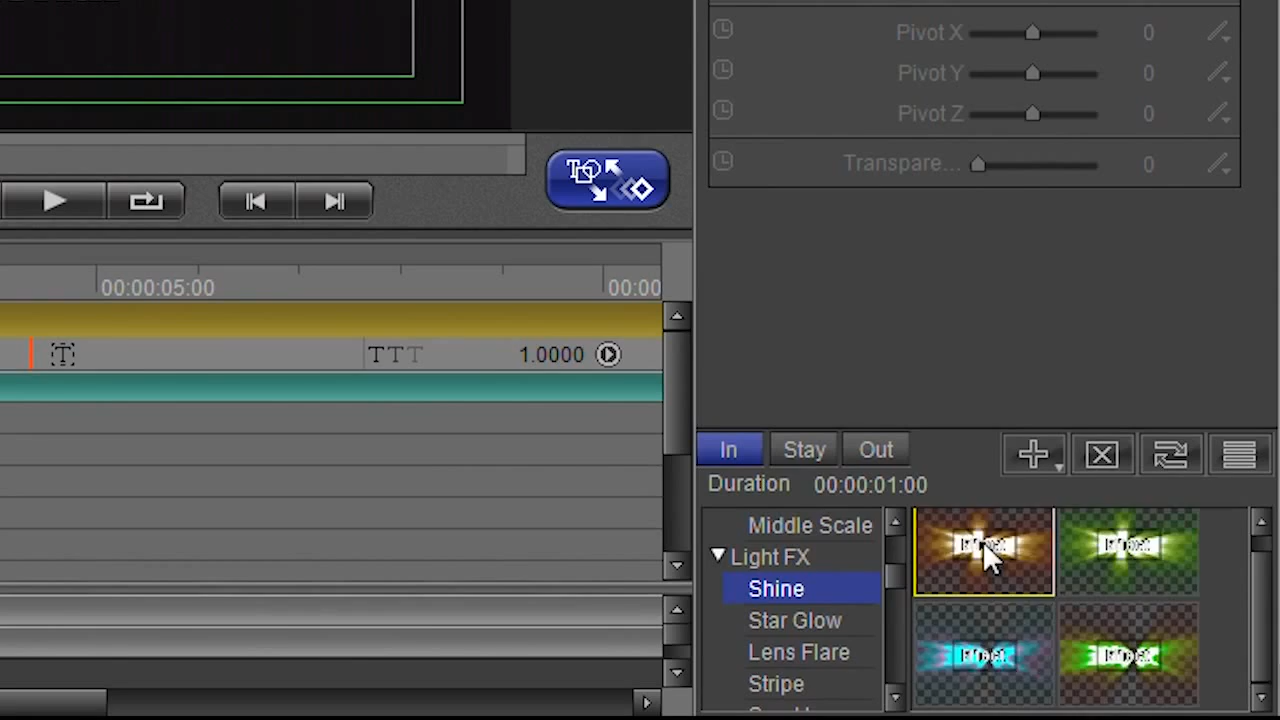 Pivot X 0
Pivot Y 0
Pivot Z 0
Transpare... 0
00:00:05:00
00:00
T
TTT
1.0000
In Stay Out
Duration 00:00:01:00
Middle Scale
Light FX
Shine
Star Glow
Lens Flare
Stripe